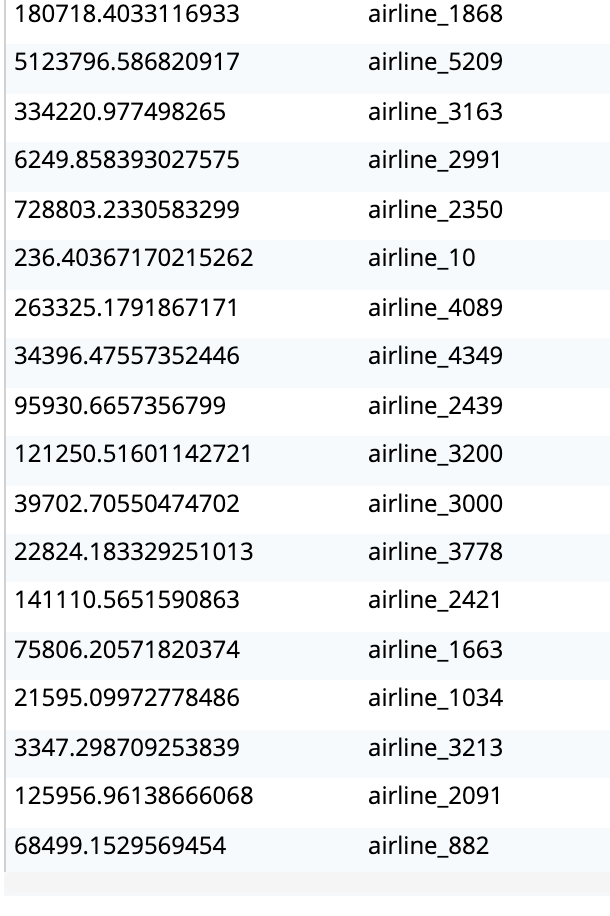 180718.4033116933 airline_1868
5123796.586820917 airline_5209
334220.977498265 airline_3163
6249.858393027575 airline_2991
728803.2330583299 airline_2350
236.40367170215262 airline_10
263325.1791867171 airline_4089
34396.47557352446 airline_4349
95930.6657356799 airline_2439
121250.51601142721 airline_3200
39702.70550474702 airline_3000
22824.183329251013 airline_3778
141110.5651590863 airline_2421
75806.20571820374 airline_1663
21595.09972778486 airline_1034
3347.298709253839 airline_3213
125956.96138666068 airline_2091
68499.1529569454 airline_882